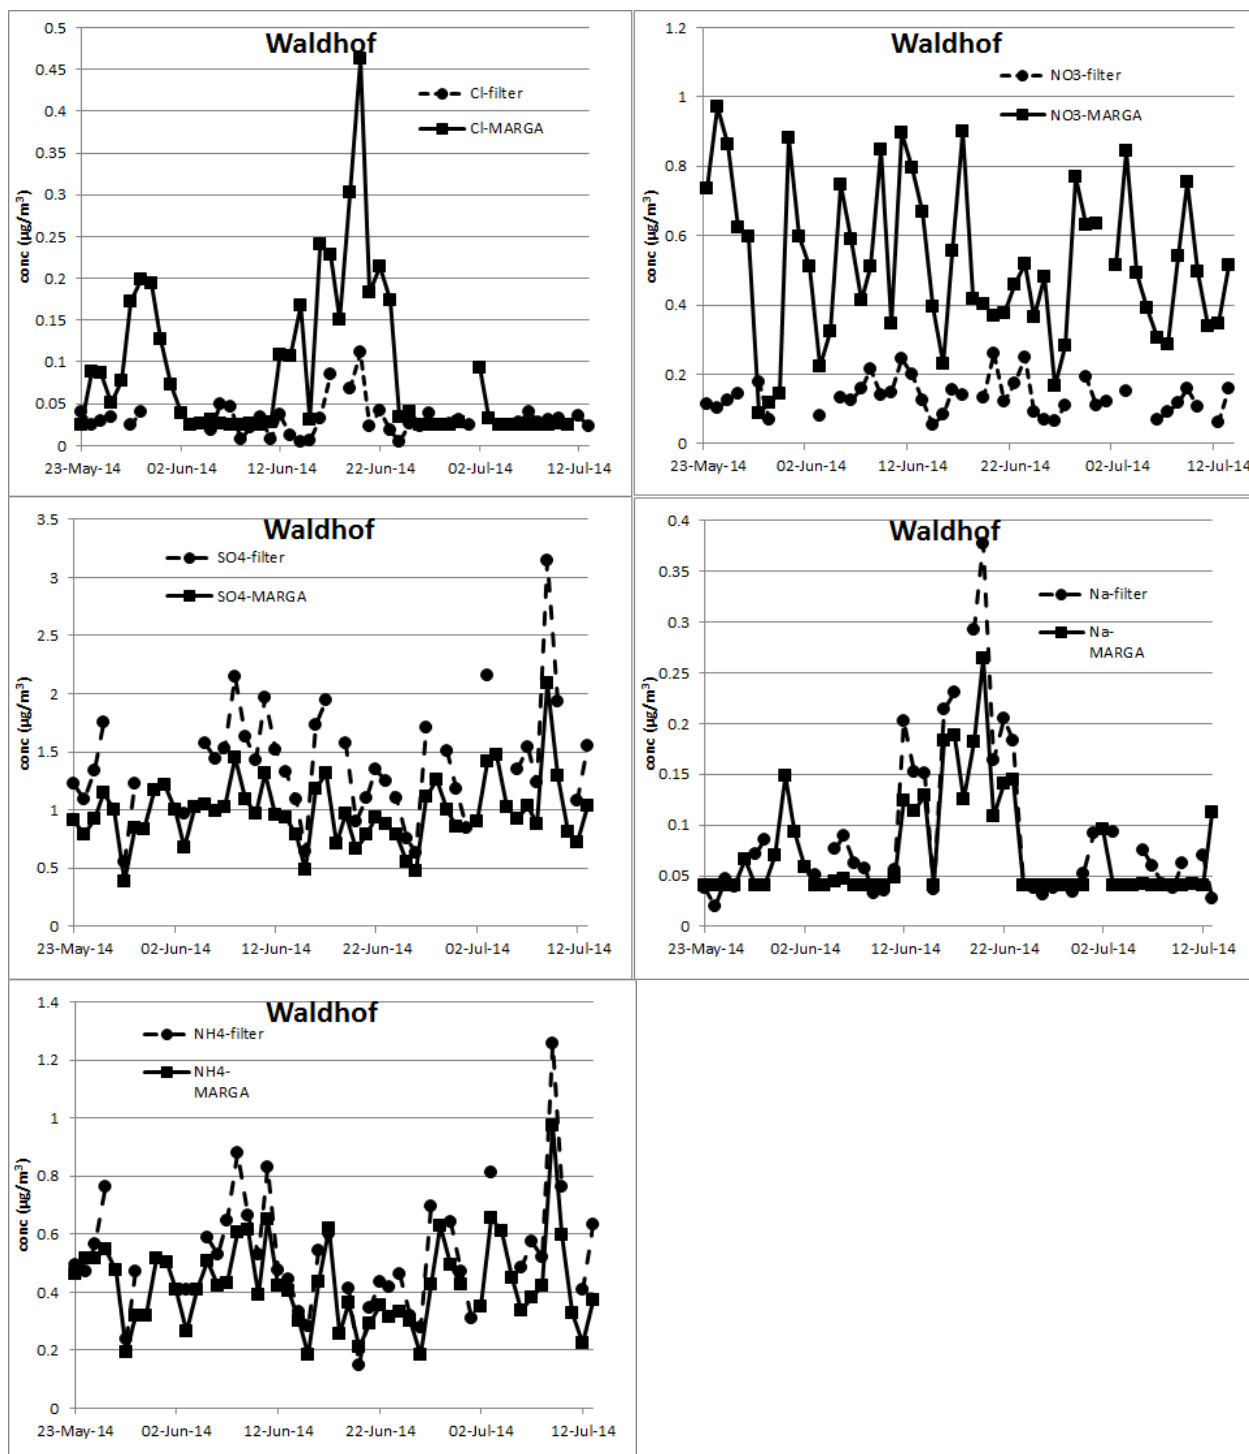 Waldhof
0.5
0.45
0.4
0.35
0.3
0.25
0.2
0.15
0.1
0.05
0
conc (µg/m³)
Cl-filter
Cl-MARGA
23-May-14 02-Jun-14 12-Jun-14 22-Jun-14 02-Jul-14 12-Jul-14
Waldhof
1.2
1
0.8
0.6
0.4
0.2
0
conc (µg/m³)
NO3-filter
NO3-MARGA
23-May-14 02-Jun-14 12-Jun-14 22-Jun-14 02-Jul-14 12-Jul-14
Waldhof
3.5
3
2.5
2
1.5
1
0.5
0
conc (µg/m³)
SO4-filter
SO4-MARGA
23-May-14 02-Jun-14 12-Jun-14 22-Jun-14 02-Jul-14 12-Jul-14
Waldhof
0.4
0.35
0.3
0.25
0.2
0.15
0.1
0.05
0
conc (µg/m³)
Na-filter
Na-
MARGA
23-May-14 02-Jun-14 12-Jun-14 22-Jun-14 02-Jul-14 12-Jul-14
Waldhof
1.4
1.2
1
0.8
0.6
0.4
0.2
0
conc (µg/m³)
NH4-filter
NH4-
MARGA
23-May-14 02-Jun-14 12-Jun-14 22-Jun-14 02-Jul-14 12-Jul-14